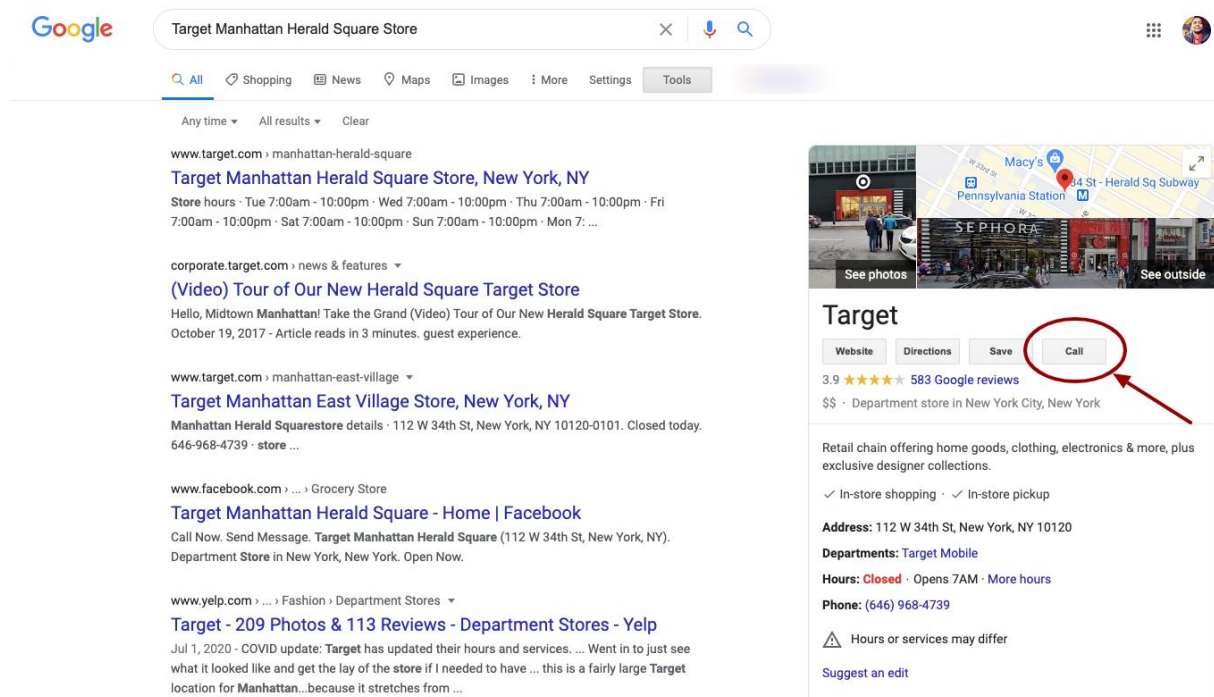 Google
Target Manhattan Herald Square Store
All Shopping News Maps Images More Settings Tools
Any time All results Clear
www.target.com › manhattan-herald-square
Target Manhattan Herald Square Store, New York, NY
Store hours · Tue 7:00am - 10:00pm · Wed 7:00am - 10:00pm · Thu 7:00am - 10:00pm · Fri
7:00am - 10:00pm · Sat 7:00am - 10:00pm · Sun 7:00am - 10:00pm · Mon 7: ...
corporate.target.com › news & features
(Video) Tour of Our New Herald Square Target Store
Hello, Midtown Manhattan! Take the Grand (Video) Tour of Our New Herald Square Target Store.
October 19, 2017 - Article reads in 3 minutes. guest experience.
www.target.com › manhattan-east-village
Target Manhattan East Village Store, New York, NY
Manhattan Herald Squarestore details · 112 W 34th St, New York, NY 10120-0101. Closed today.
646-968-4739 · store ...
www.facebook.com › ... › Grocery Store
Target Manhattan Herald Square - Home | Facebook
Call Now. Send Message. Target Manhattan Herald Square (112 W 34th St, New York, NY).
Department Store in New York, New York. Open Now.
www.yelp.com › ... › Fashion › Department Stores
Target - 209 Photos & 113 Reviews - Department Stores - Yelp
Jul 1, 2020 - COVID update: Target has updated their hours and services. ... Went in to just see
what it looked like and get the lay of the store if I needed to have ... this is a fairly large Target
location for Manhattan...because it stretches from ...
W 33rd St
Macy's
34 St - Herald Sq Subway
Pennsylvania Station
M
SEPHORA
See photos
See outside
Target
Website Directions Save Call
3.9 583 Google reviews
$$ · Department store in New York City, New York
Retail chain offering home goods, clothing, electronics & more, plus
exclusive designer collections.
In-store shopping · In-store pickup
Address: 112 W 34th St, New York, NY 10120
Departments: Target Mobile
Hours: Closed · Opens 7AM · More hours
Phone: (646) 968-4739
Hours or services may differ
Suggest an edit